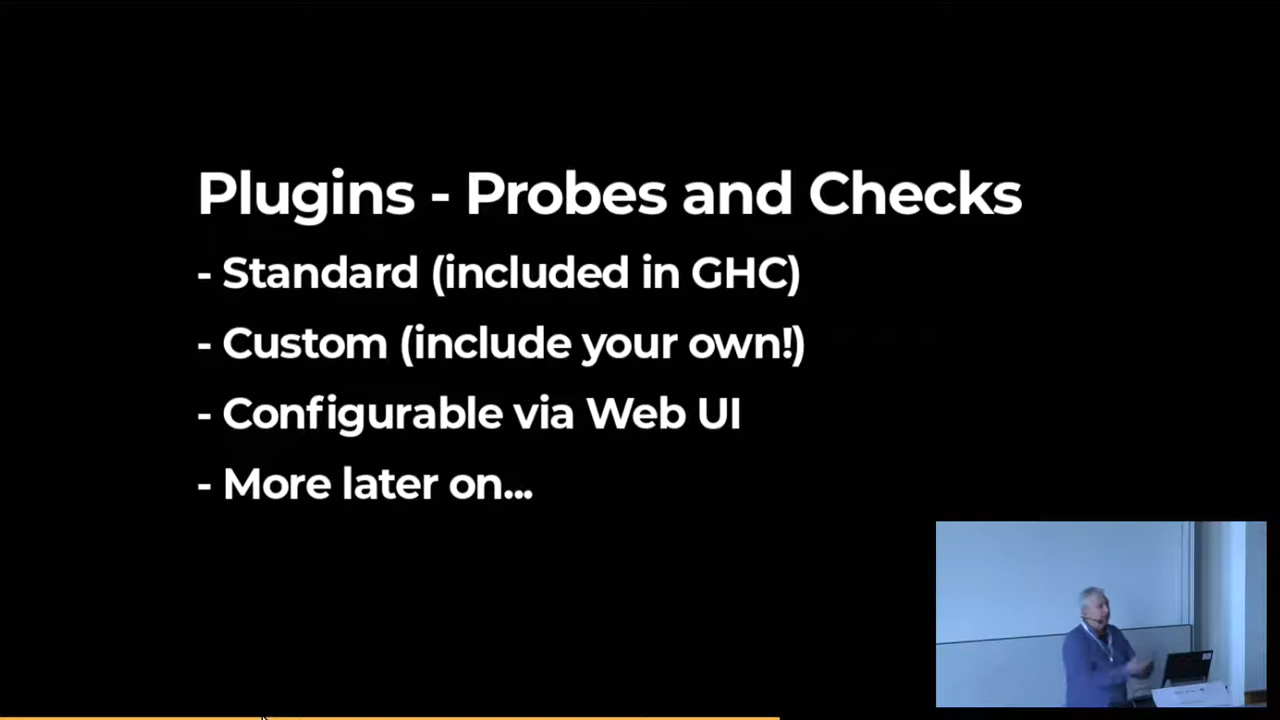 Plugins - Probes and Checks
- Standard (included in GHC)
- Custom (include your own!)
- Configurable via Web UI
- More later on...